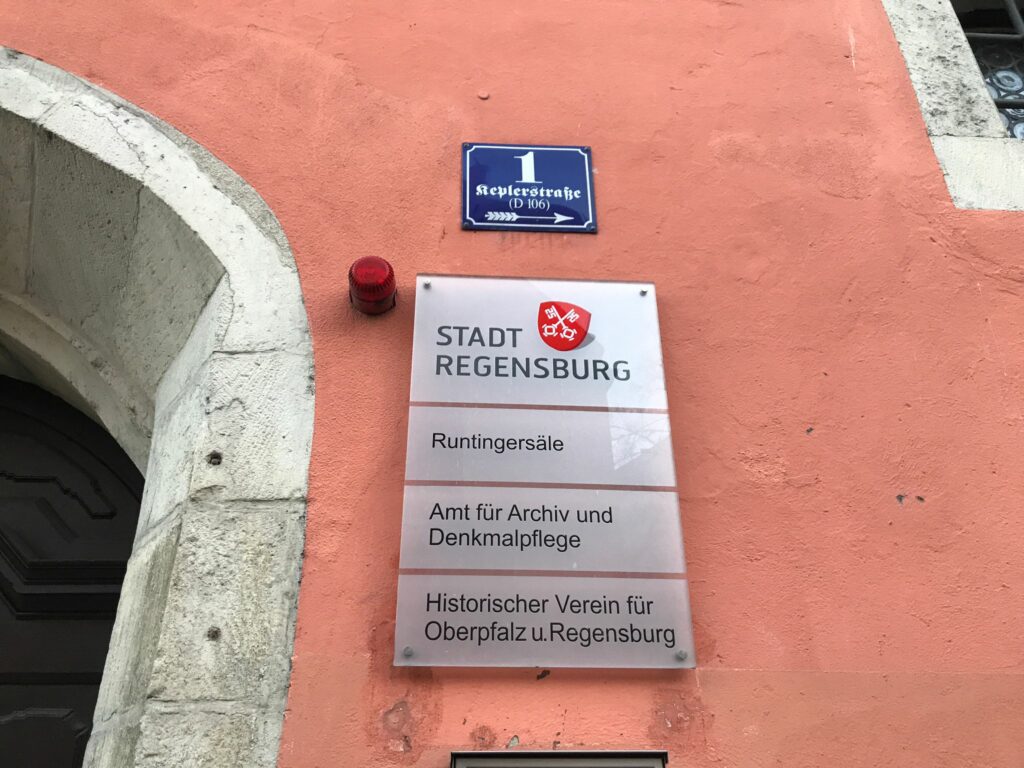 1
Keplerstraße
(D 106)
STADT
REGENSBURG
Runtingersäle
Amt für Archiv und
Denkmalpflege
Historischer Verein für
Oberpfalz u.Regensburg